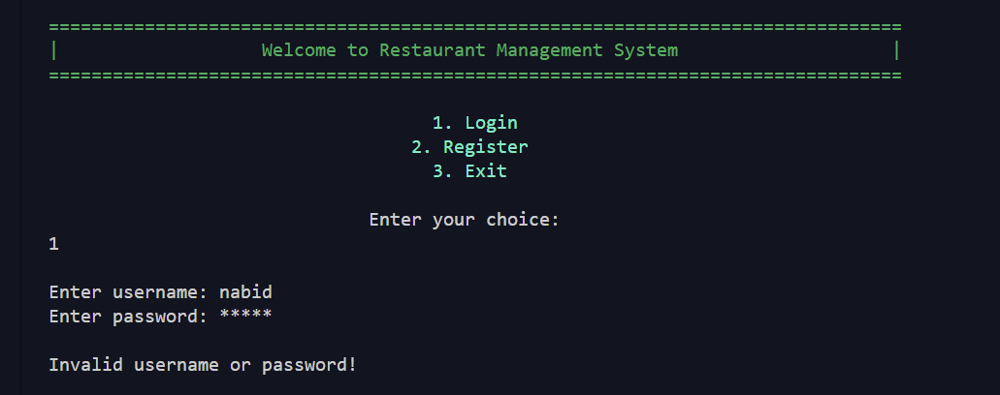 ================================================================================
| Welcome to Restaurant Management System |
================================================================================
1. Login
2. Register
3. Exit
Enter your choice:
1
Enter username: nabid
Enter password: *****
Invalid username or password!